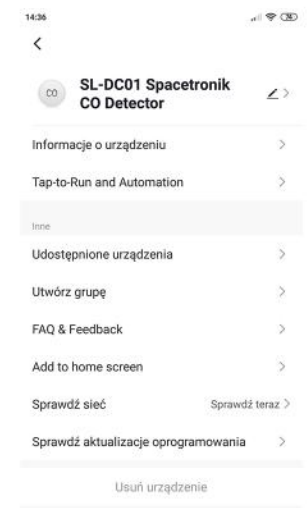 14:36
36
CO
SL-DC01 Spacetronik
CO Detector
Informacje o urządzeniu
Tap-to-Run and Automation
Inne
Udostępnione urządzenia
Utwórz grupę
FAQ & Feedback
Add to home screen
Sprawdź sieć Sprawdź teraz
Sprawdź aktualizacje oprogramowania
Usuń urządzenie